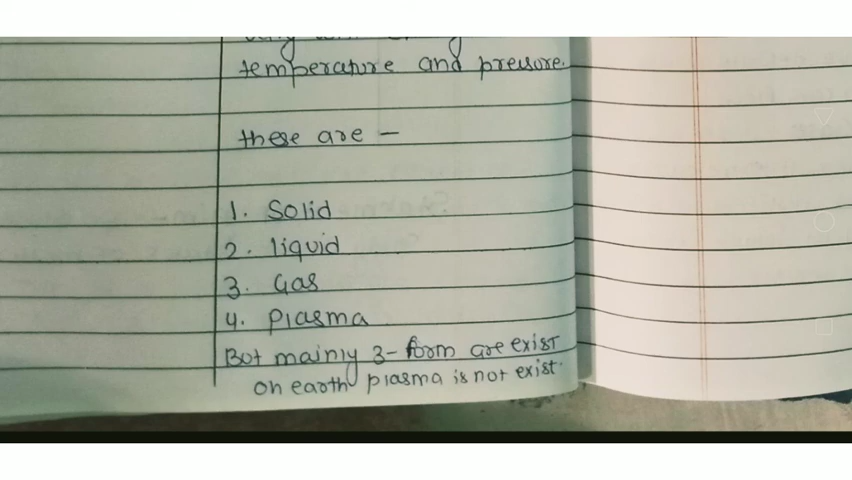 temperature and pressure.
these are -
1. Solid
2. liquid
3. Gas
4. Plasma
But mainly 3- form are exist
on earth plasma is not exist.